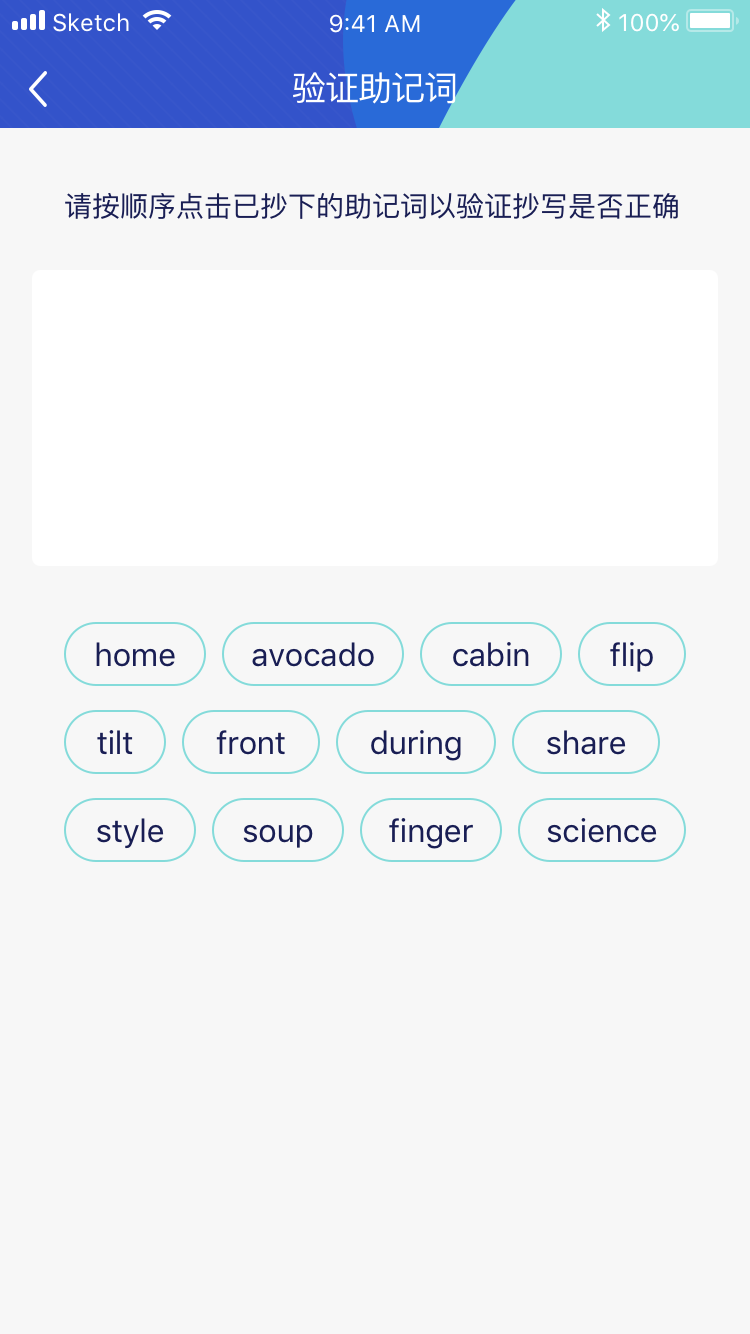 Sketch 9:41 AM 100%
验证助记词
请按顺序点击已抄下的助记词以验证抄写是否正确
home avocado cabin flip
tilt front during share
style soup finger science